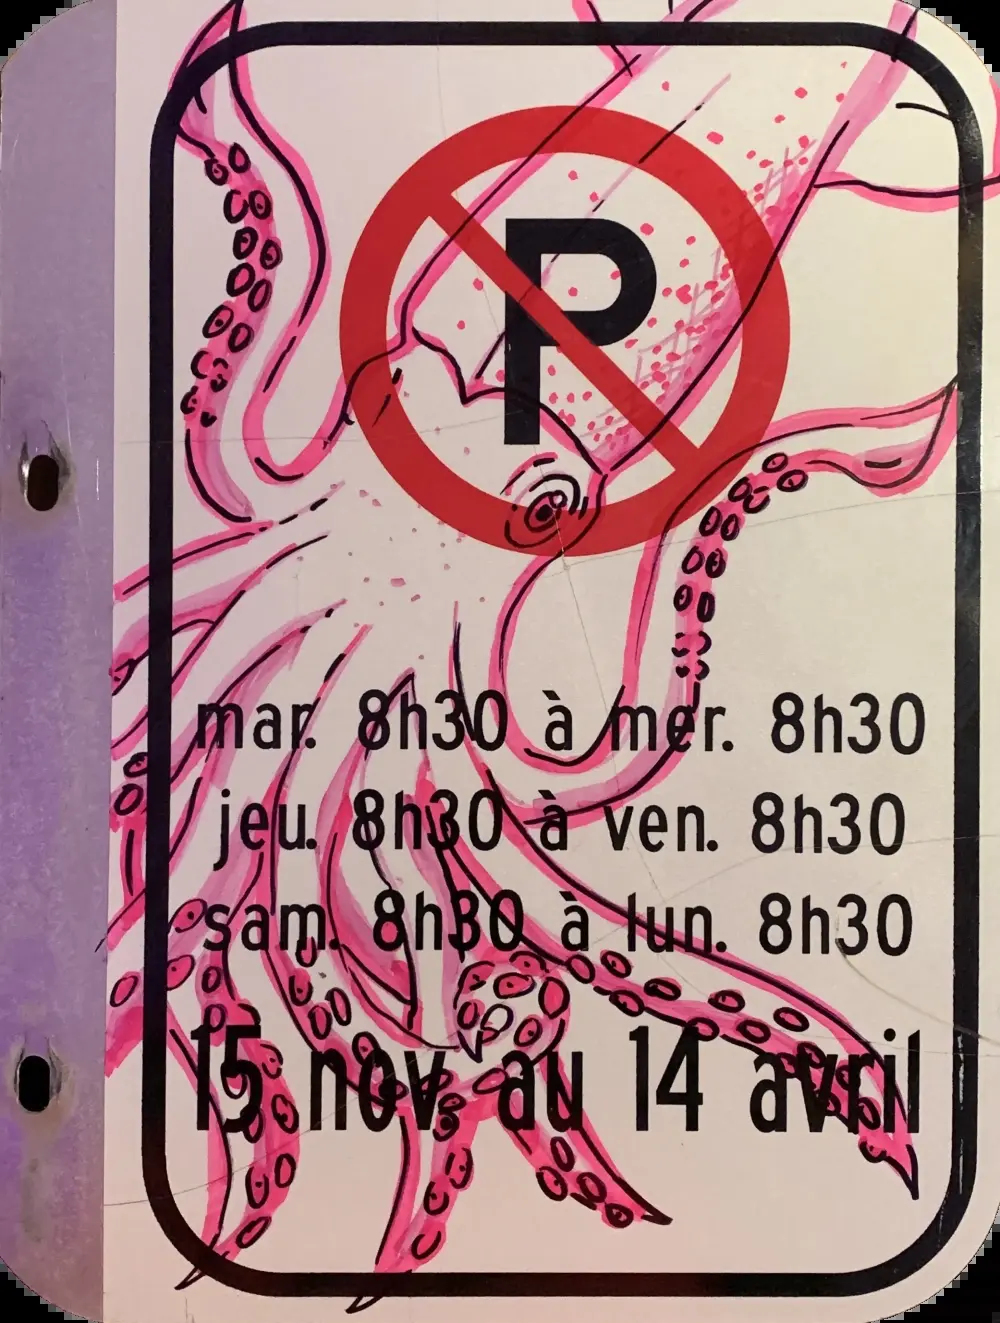 P
mar. 8h30 à mer. 8h30
jeu. 8h30 à ven. 8h30
sam. 8h30 à lun. 8h30
15 nov. au 14 avril